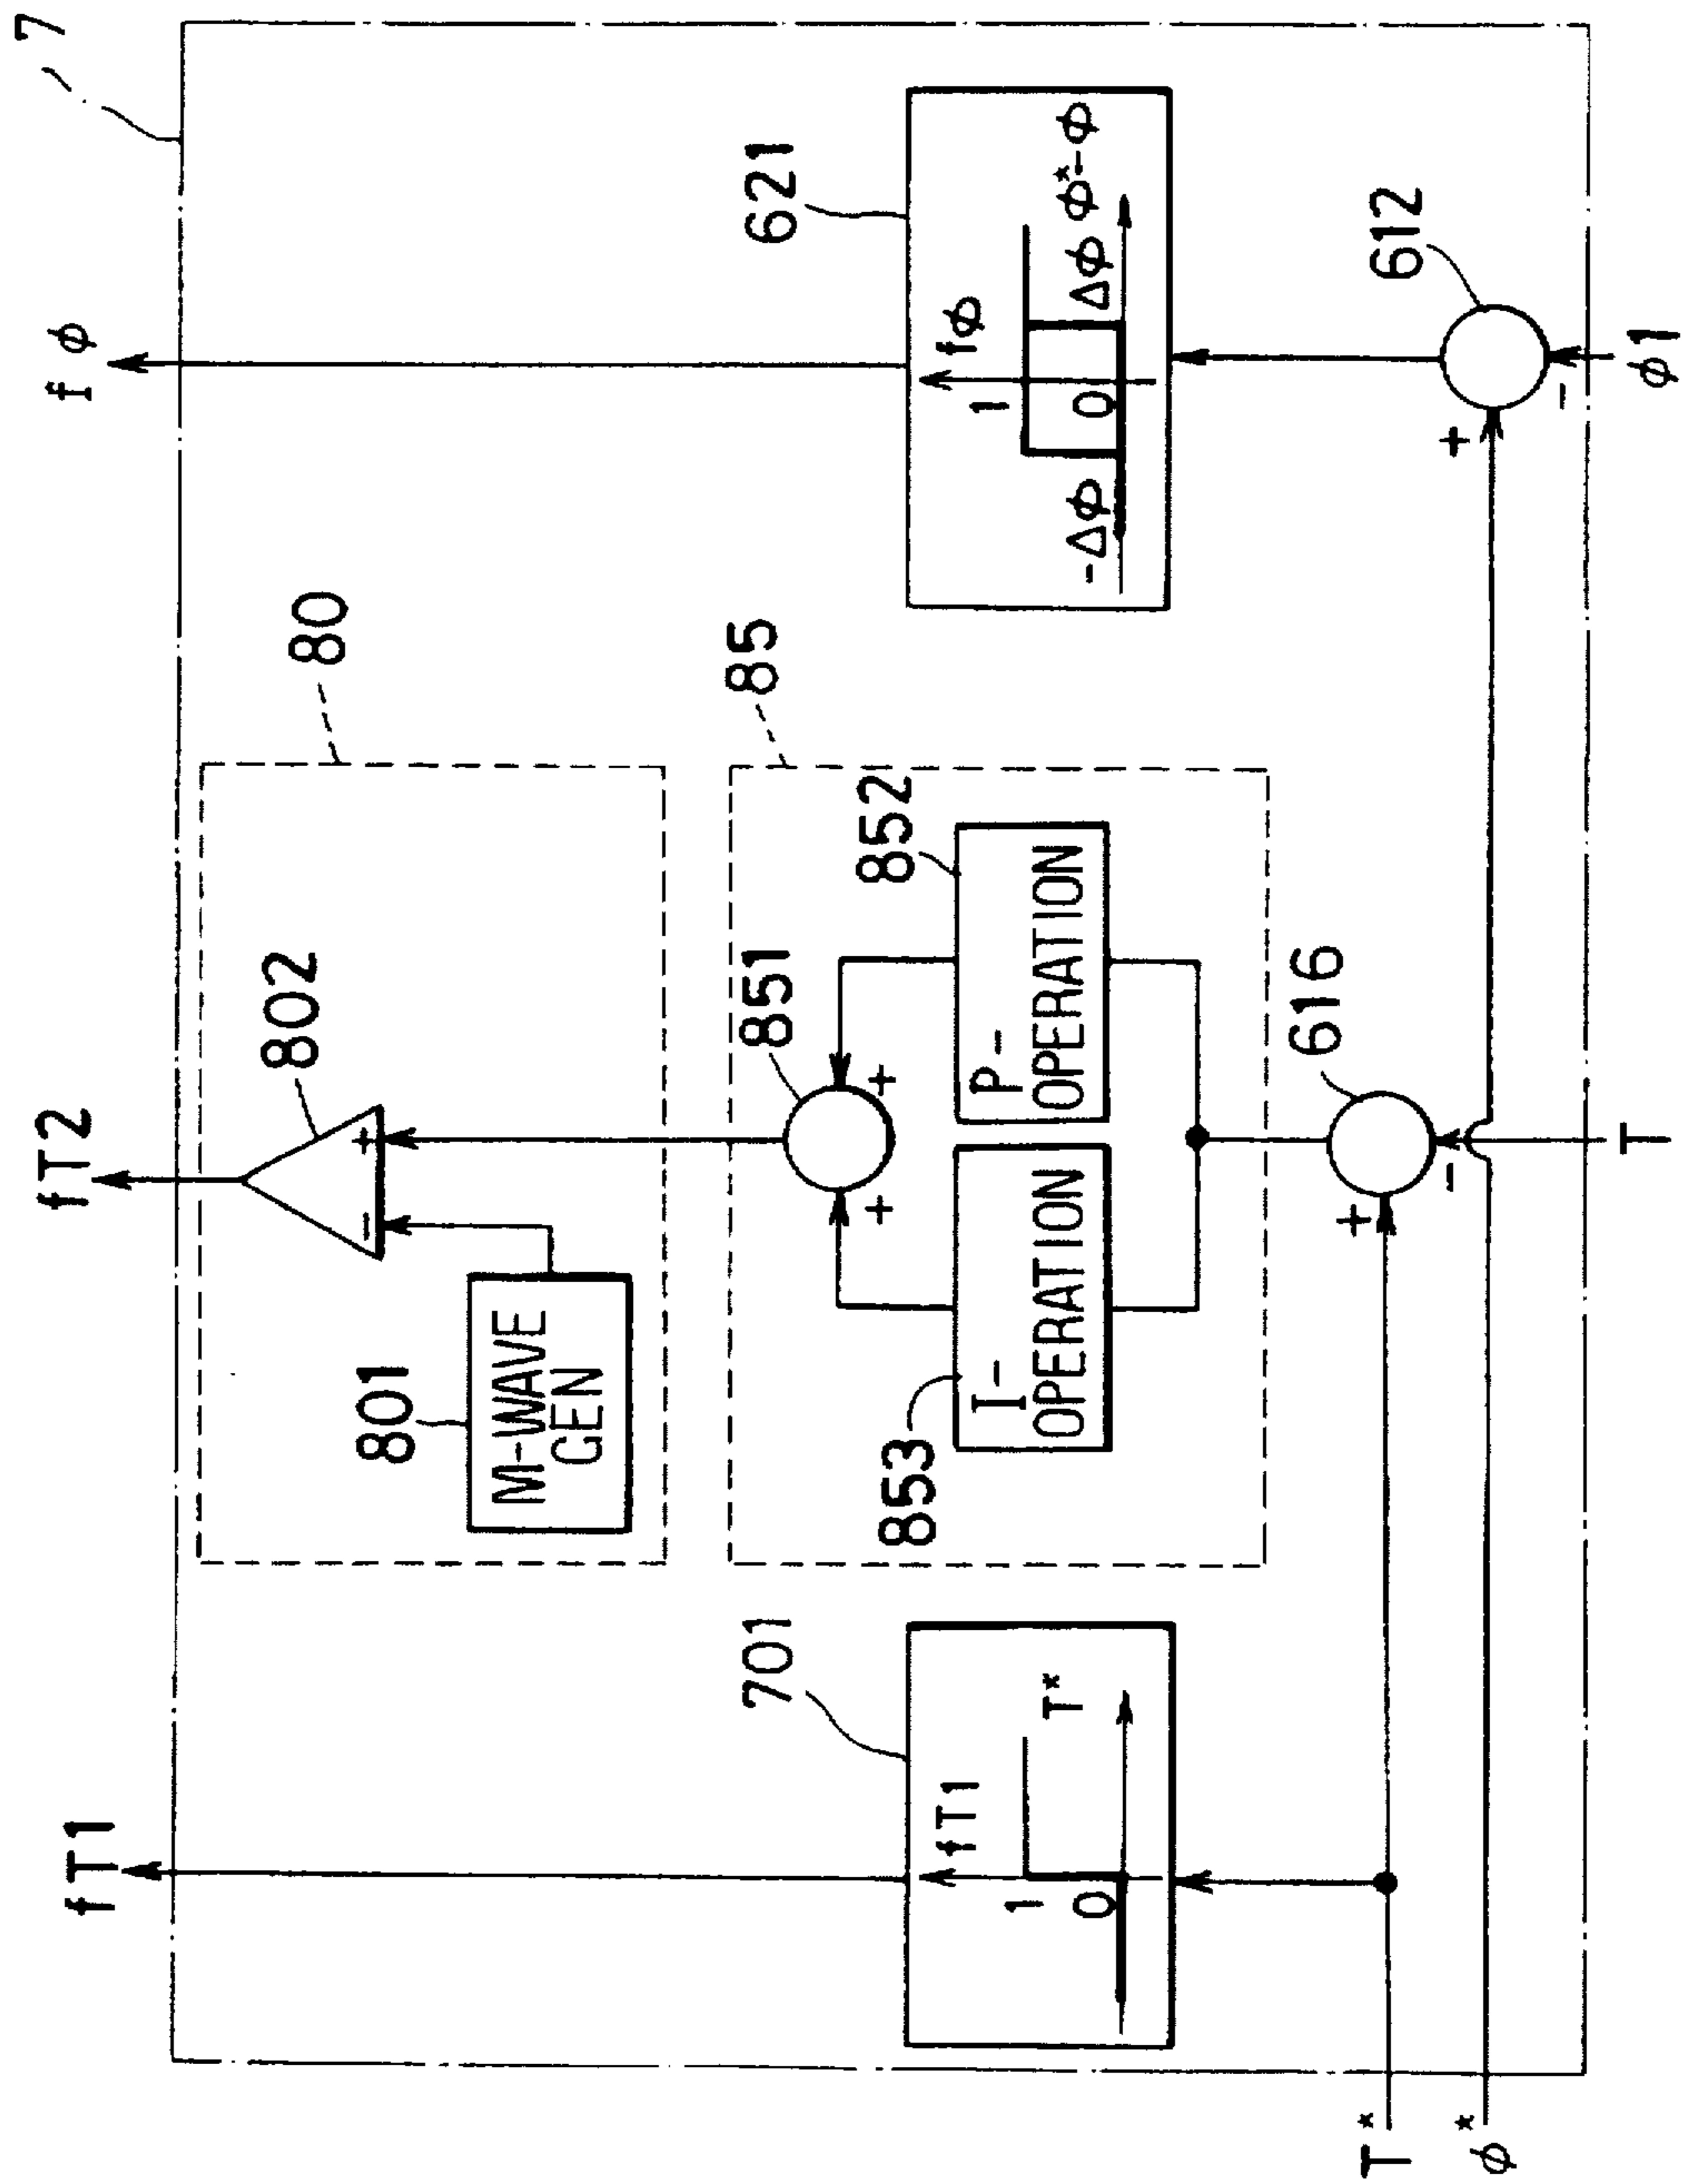 7
fT1
fT2
f ϕ
80
802
801
M-WAVE
GEN
85
851
852
853
I-
OPERATION
P-
OPERATION
701
fT1
1
0
T*
621
fϕ
1
0
-Δϕ
Δϕ
ϕ*-ϕ
616
612
+
-
+
+
+
-
+
-
T*
ϕ*
T
ϕ1